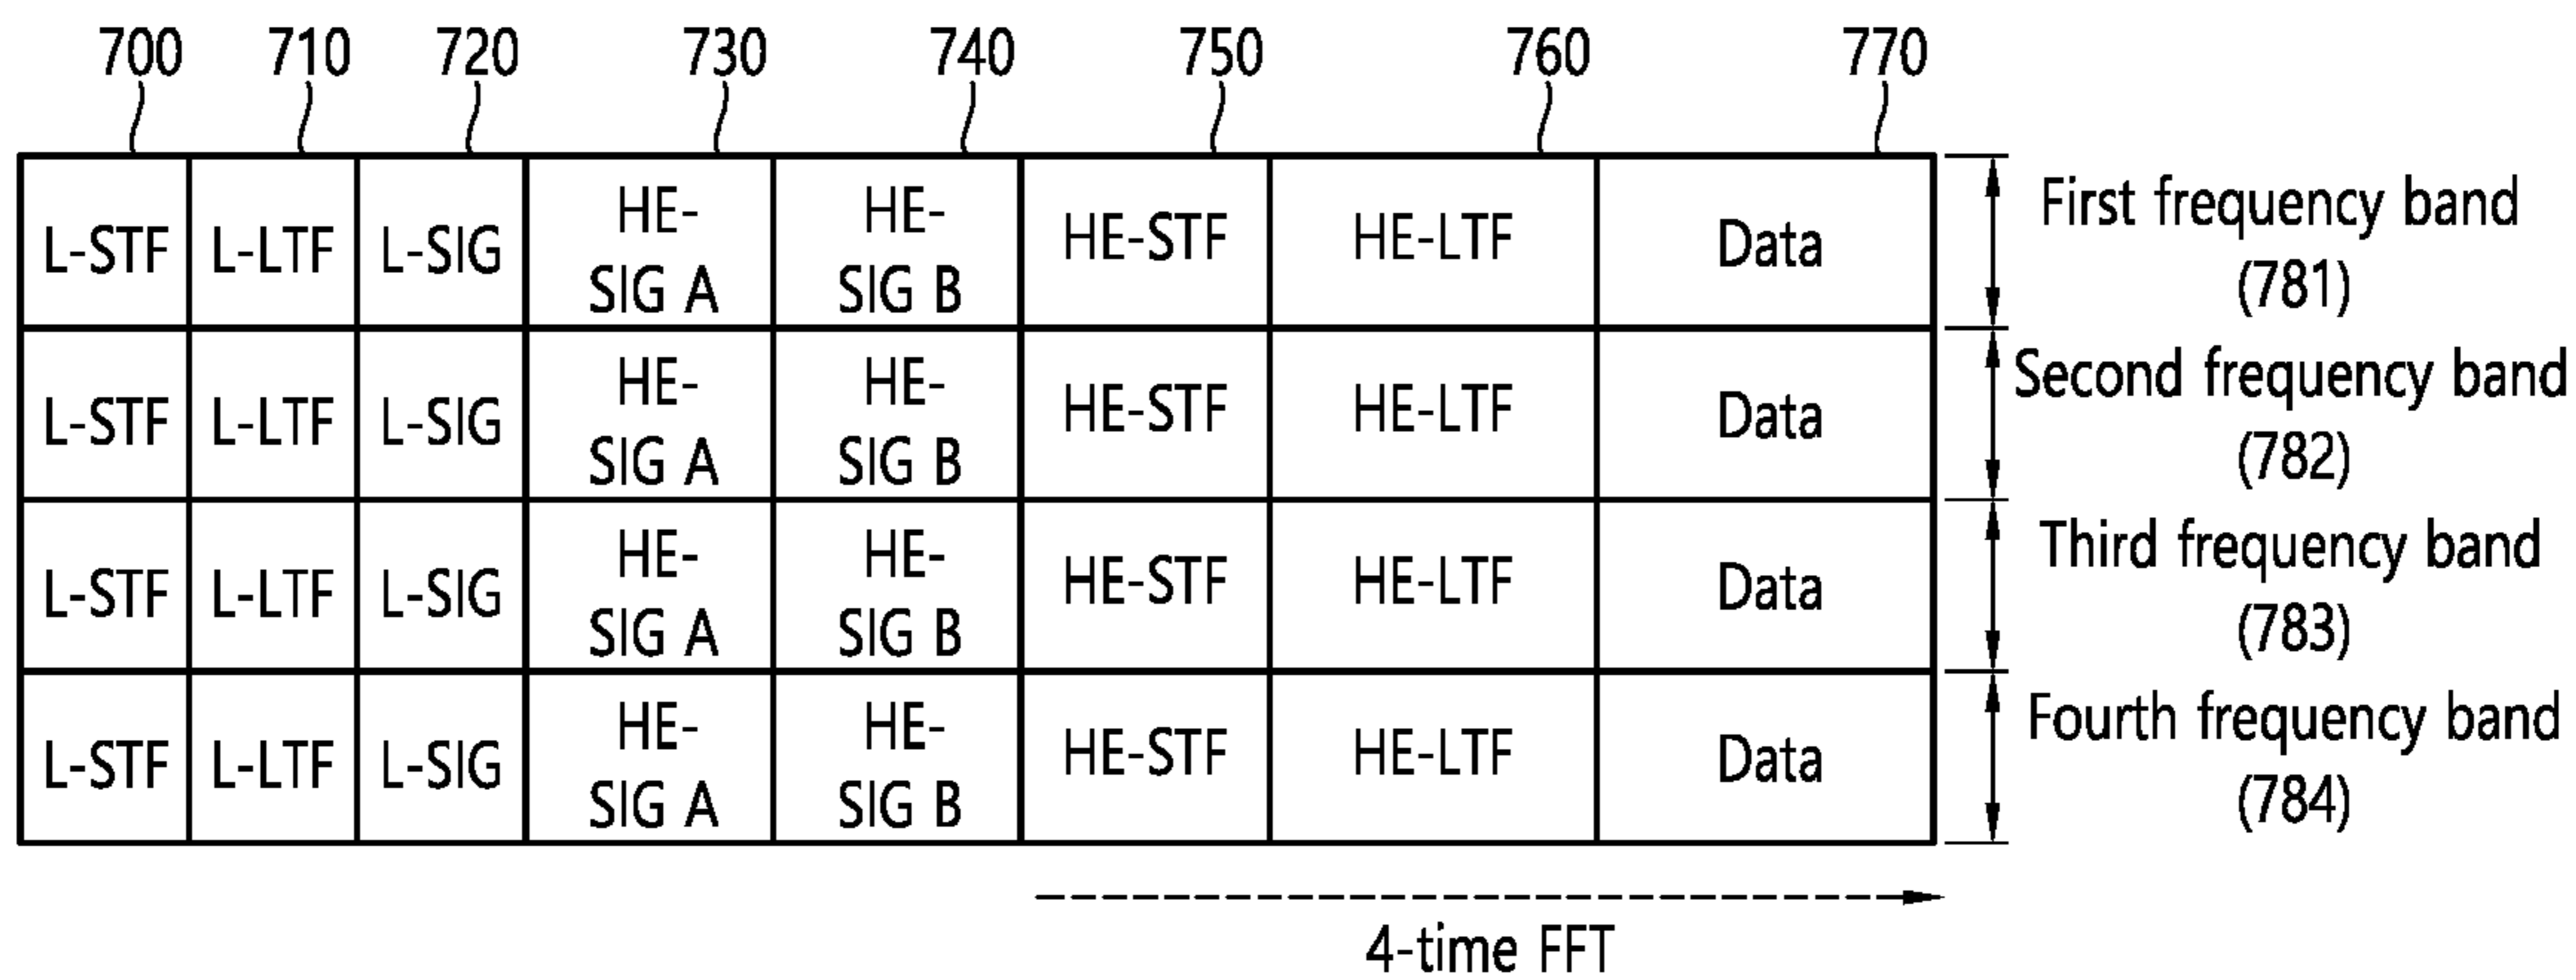 700 710 720 730 740 750 760 770
L-STF L-LTF L-SIG HE-SIG A HE-SIG B HE-STF HE-LTF Data First frequency band (781)
L-STF L-LTF L-SIG HE-SIG A HE-SIG B HE-STF HE-LTF Data Second frequency band (782)
L-STF L-LTF L-SIG HE-SIG A HE-SIG B HE-STF HE-LTF Data Third frequency band (783)
L-STF L-LTF L-SIG HE-SIG A HE-SIG B HE-STF HE-LTF Data Fourth frequency band (784)
4-time FFT